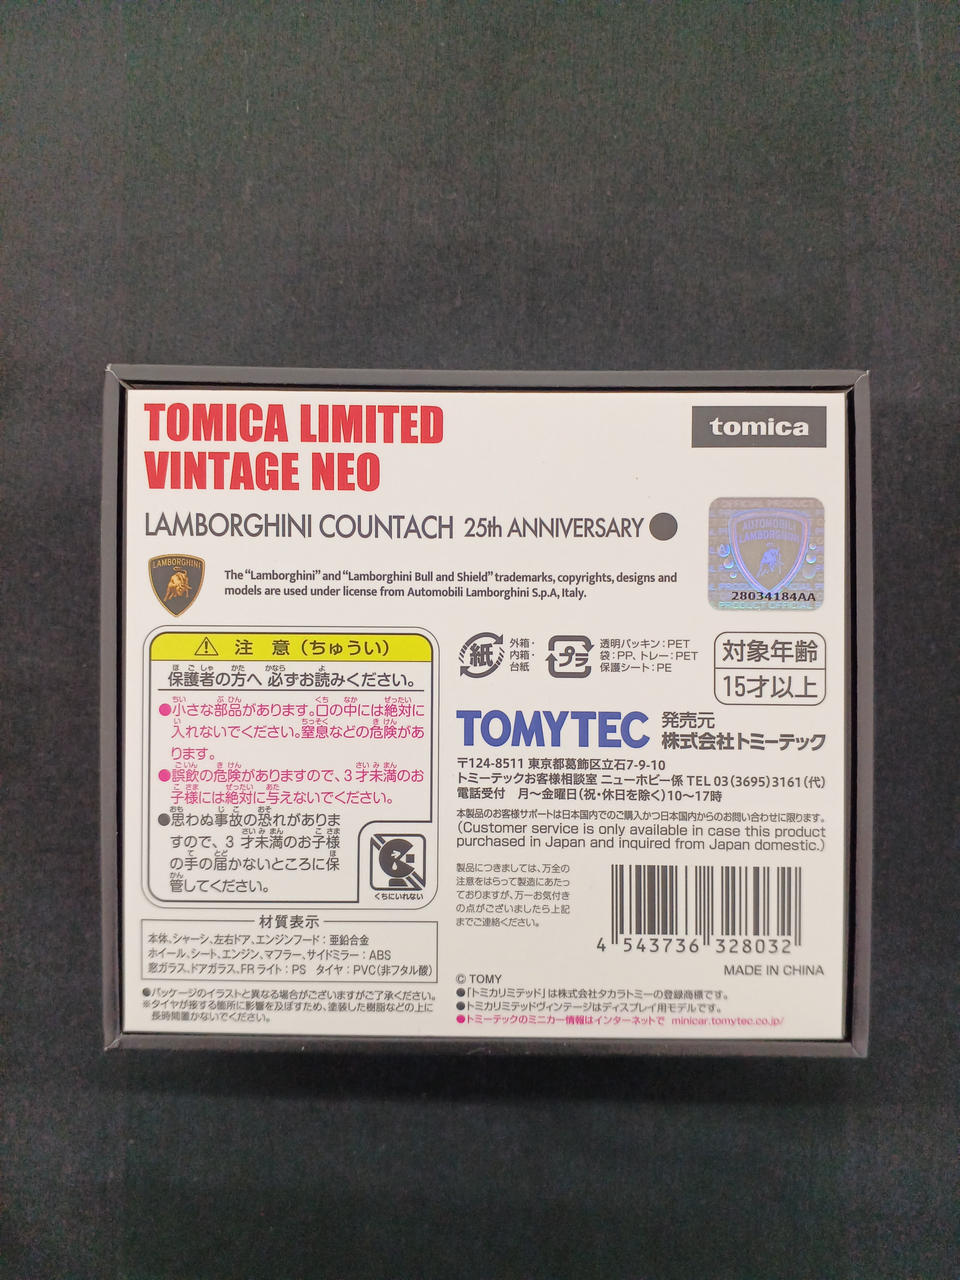 TOMICA LIMITED
VINTAGE NEO
tomica
LAMBORGHINI COUNTACH 25th ANNIVERSARY
LAMBORGHINI
The "Lamborghini" and "Lamborghini Bull and Shield" trademarks, copyrights, designs and
models are used under license from Automobili Lamborghini S.p.A, Italy.
OFFICIAL PRODUCT
AUTOMOBILI
LAMBORGHINI
28034184AA
PRODUCT OFFICIAL
注 意（ちゅうい）
保護者の方へ 必ずお読みください。
●小さな部品があります。口の中には絶対に
入れないでください。窒息などの危険があ
ります。
●誤飲の危険がありますので、3才未満のお
子様には絶対に与えないでください。
●思わぬ事故の恐れがありま
すので、3才未満のお子様
の手の届かないところに保
管してください。
くちにいれない
材質表示
本体、シャーシ、左右ドア、エンジンフード：亜鉛合金
ホイール、シート、エンジン、マフラー、サイドミラー：ABS
窓ガラス、ドアガラス、FRライト：PS タイヤ：PVC(非フタル酸)
●パッケージのイラストと異なる場合がございますがご了承ください。
※タイヤが接する箇所に影響を及ぼすため、塗装した樹脂などの上に
長時間置かないでください。
紙
外箱・
内箱・
台紙
プラ
透明パッキン：PET
袋：PP、トレー：PET
保護シート：PE
対象年齢
15才以上
TOMYTEC
発売元
株式会社トミーテック
〒124-8511 東京都葛飾区立石7-9-10
トミーテックお客様相談室 ニューホビー係 TEL 03(3695)3161(代)
電話受付 月〜金曜日(祝・休日を除く)10〜17時
本製品のお客様サポートは日本国内でのご購入かつ日本国内からのお問い合わせに限ります。
(Customer service is only available in case this product
purchased in Japan and inquired from Japan domestic.)
製品につきましては、万全の
注意をはらって製造にあたっ
ておりますが、万一お気付き
の点がございましたら上記
までご連絡ください。
4 543736 328032
MADE IN CHINA
© TOMY
●「トミカリミテッド」は株式会社タカラトミーの登録商標です。
●トミカリミテッドヴィンテージはディスプレイ用モデルです。
●トミーテックのミニカー情報はインターネットで minicar.tomytec.co.jp/